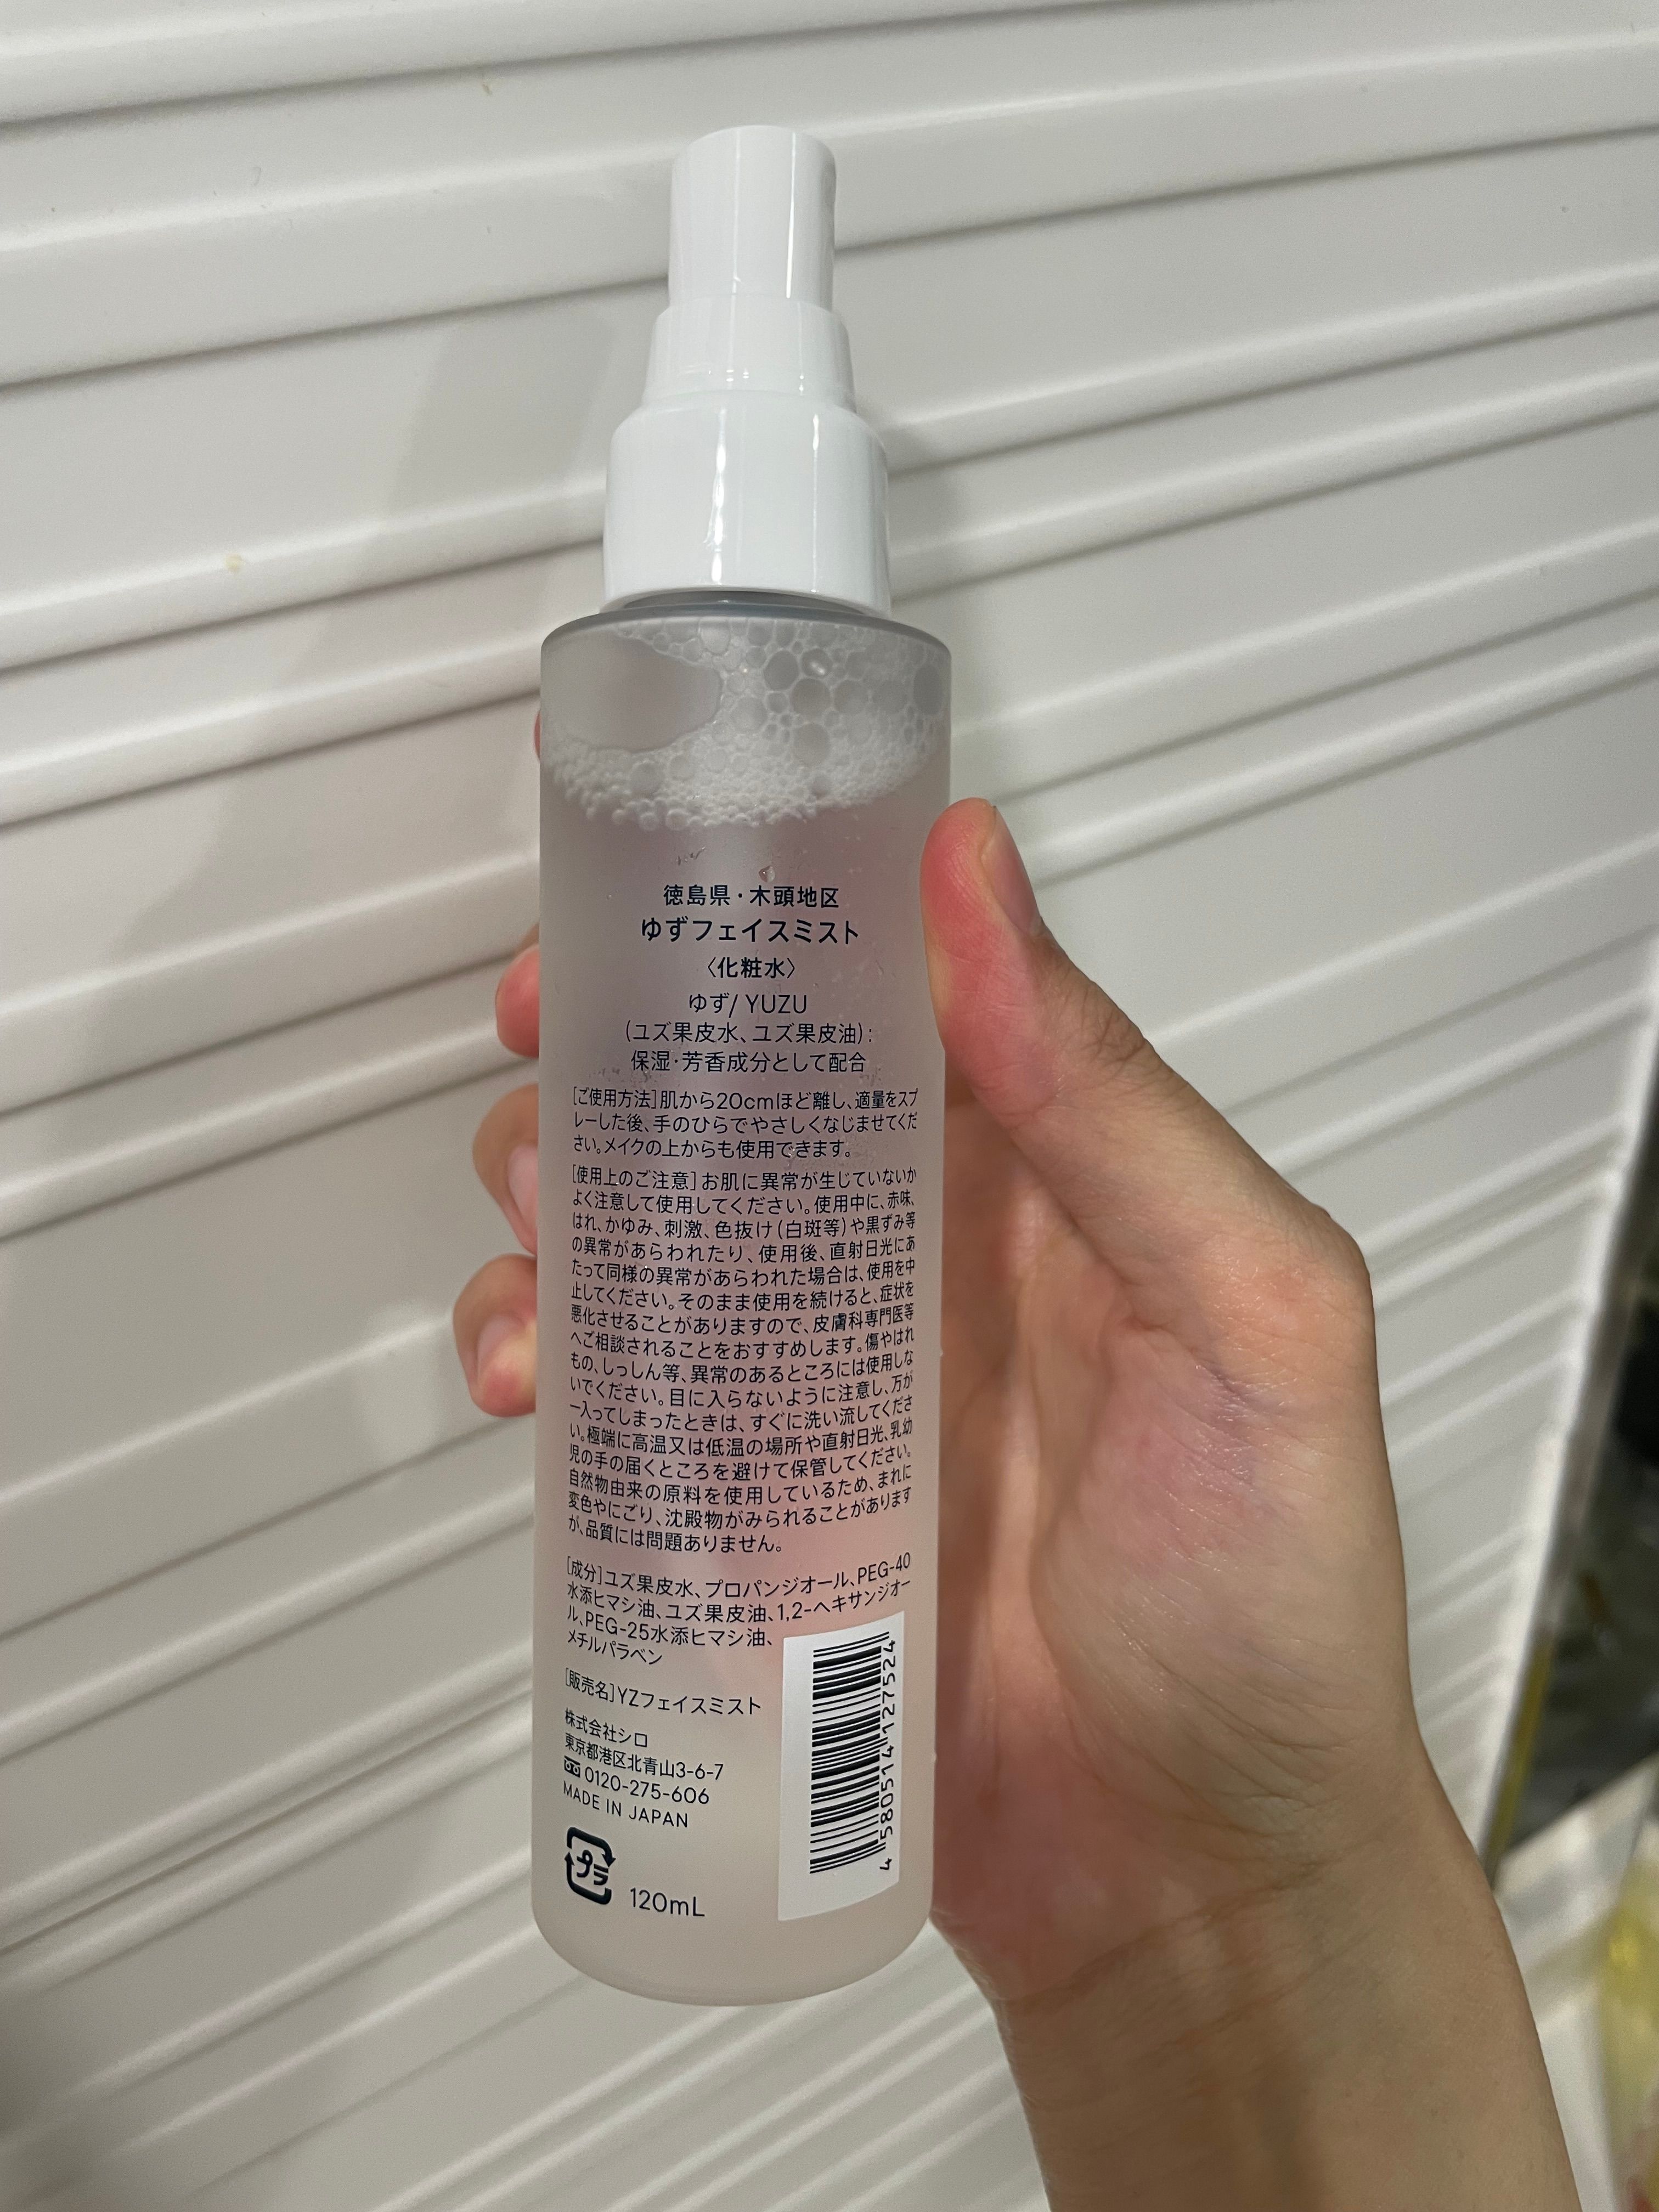 徳島県・木頭地区
ゆずフェイスミスト
〈化粧水〉
ゆず/ YUZU
(ユズ果皮水、ユズ果皮油):
保湿・芳香成分として配合
[ご使用方法]肌から20cmほど離し、適量をスプ
レーした後、手のひらでやさしくなじませてくだ
さい。メイクの上からも使用できます。
[使用上のご注意]お肌に異常が生じていないか
よく注意して使用してください。使用中に、赤味、
はれ、かゆみ、刺激、色抜け(白斑等)や黒ずみ等
の異常があらわれたり、使用後、直射日光にあ
たって同様の異常があらわれた場合は、使用を中
止してください。そのまま使用を続けると、症状を
悪化させることがありますので、皮膚科専門医等
へご相談されることをおすすめします。傷やはれ
もの、しっしん等、異常のあるところには使用しな
いでください。目に入らないように注意し、万が
一入ってしまったときは、すぐに洗い流してくださ
い。極端に高温又は低温の場所や直射日光、乳幼
児の手の届くところを避けて保管してください。
自然物由来の原料を使用しているため、まれに
変色やにごり、沈殿物がみられることがあります
が、品質には問題ありません。
[成分]ユズ果皮水、プロパンジオール、PEG-40
水添ヒマシ油、ユズ果皮油、1,2-ヘキサンジオー
ル、PEG-25水添ヒマシ油、
メチルパラベン
[販売名]YZフェイスミスト
株式会社シロ
東京都港区北青山3-6-7
0120-275-606
MADE IN JAPAN
プラ
120mL
4 580514 127524